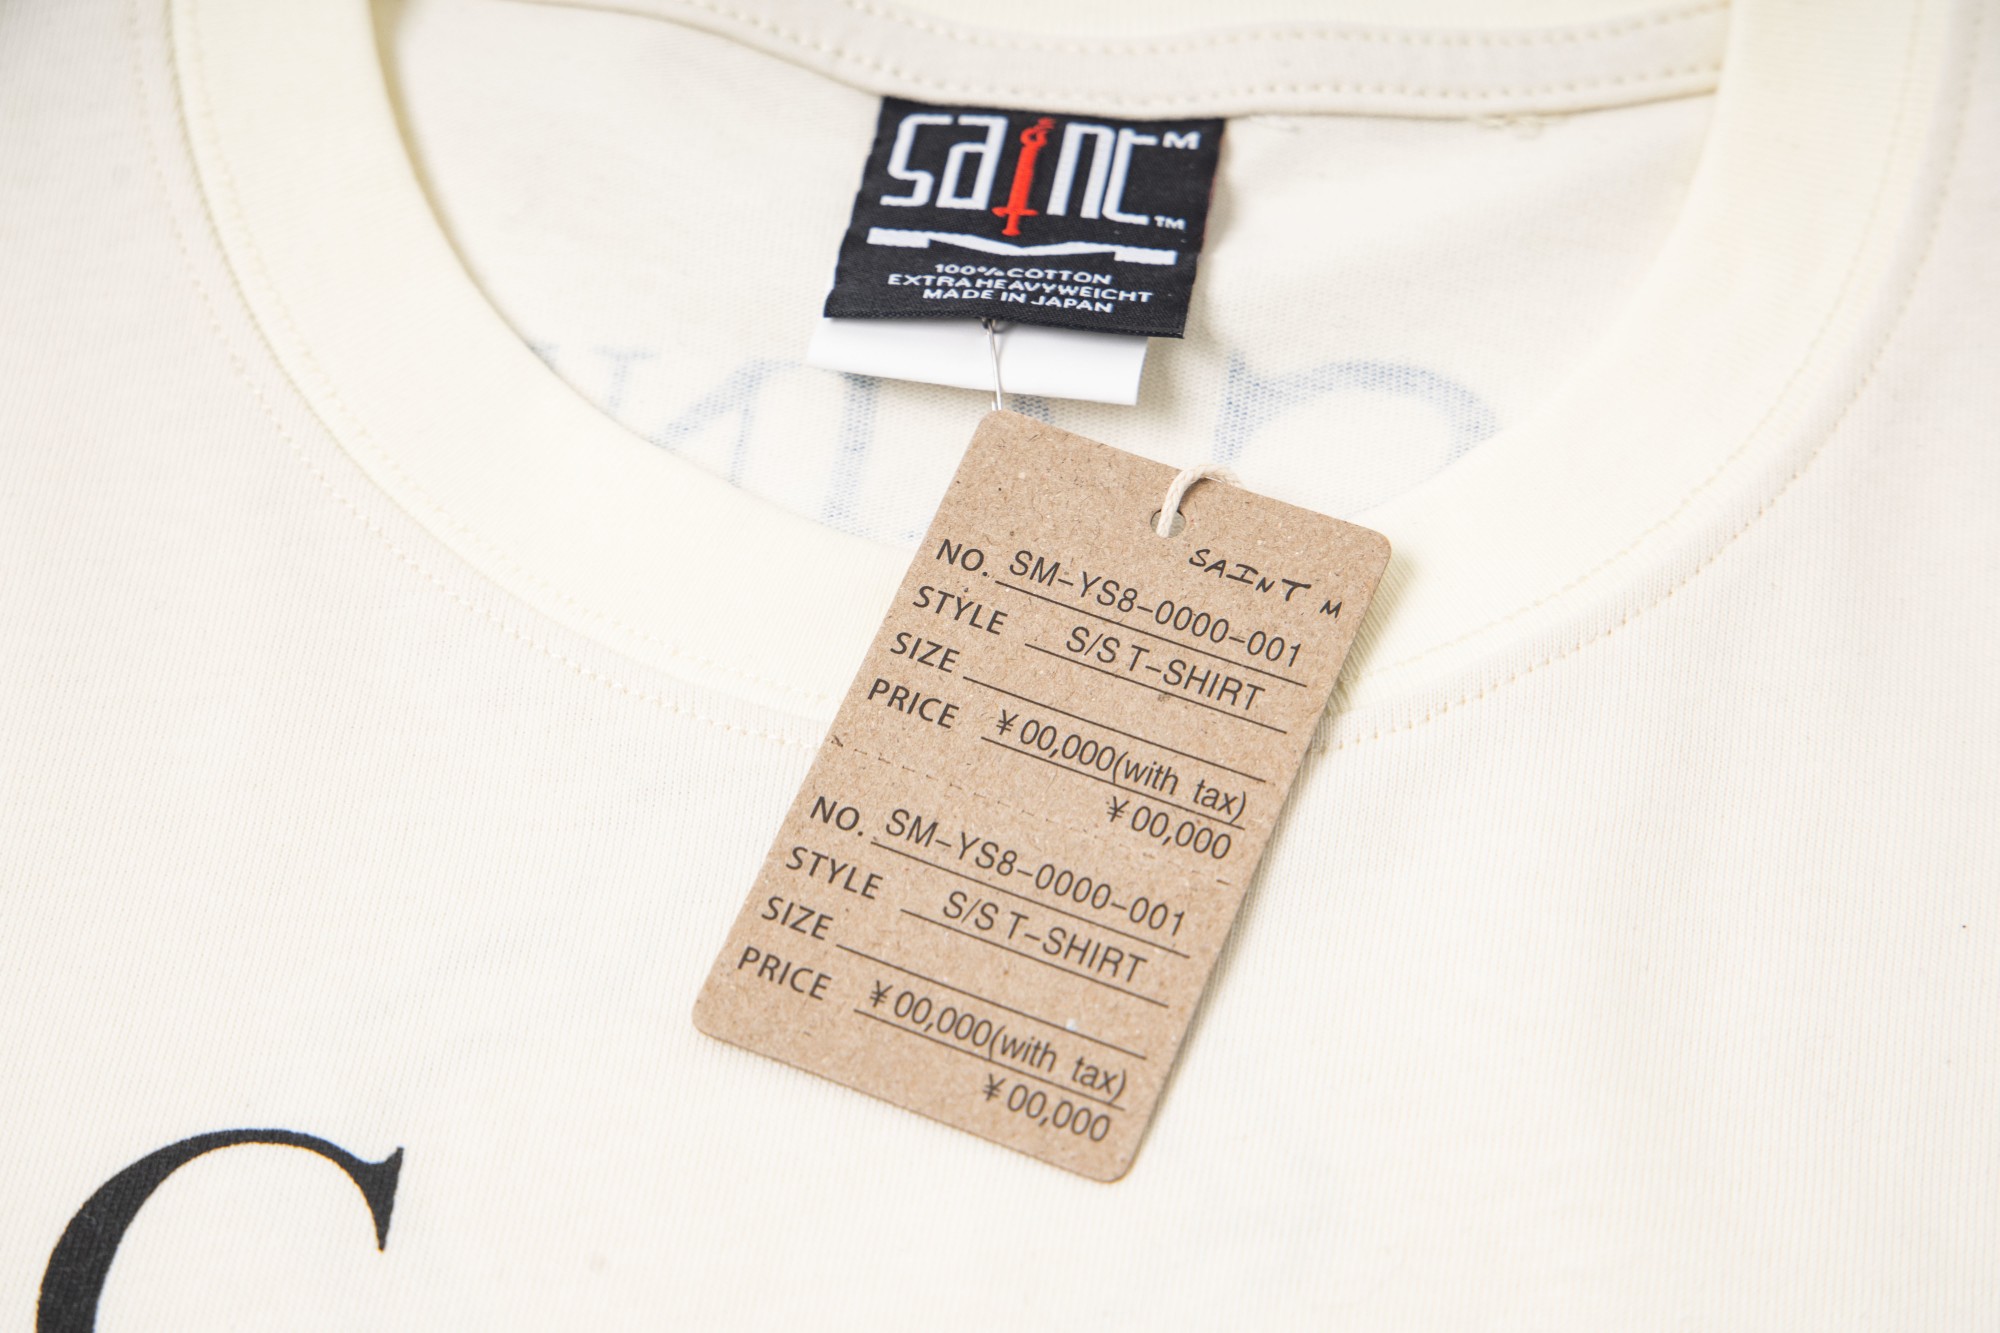 saint M
TM
100% COTTON
EXTRA HEAVYWEIGHT
MADE IN JAPAN
SAINT M
NO. SM-YS8-0000-001
STYLE S/S T-SHIRT
SIZE
PRICE ¥00,000(with tax)
¥00,000
NO. SM-YS8-0000-001
STYLE S/S T-SHIRT
SIZE
PRICE ¥00,000(with tax)
¥00,000
C